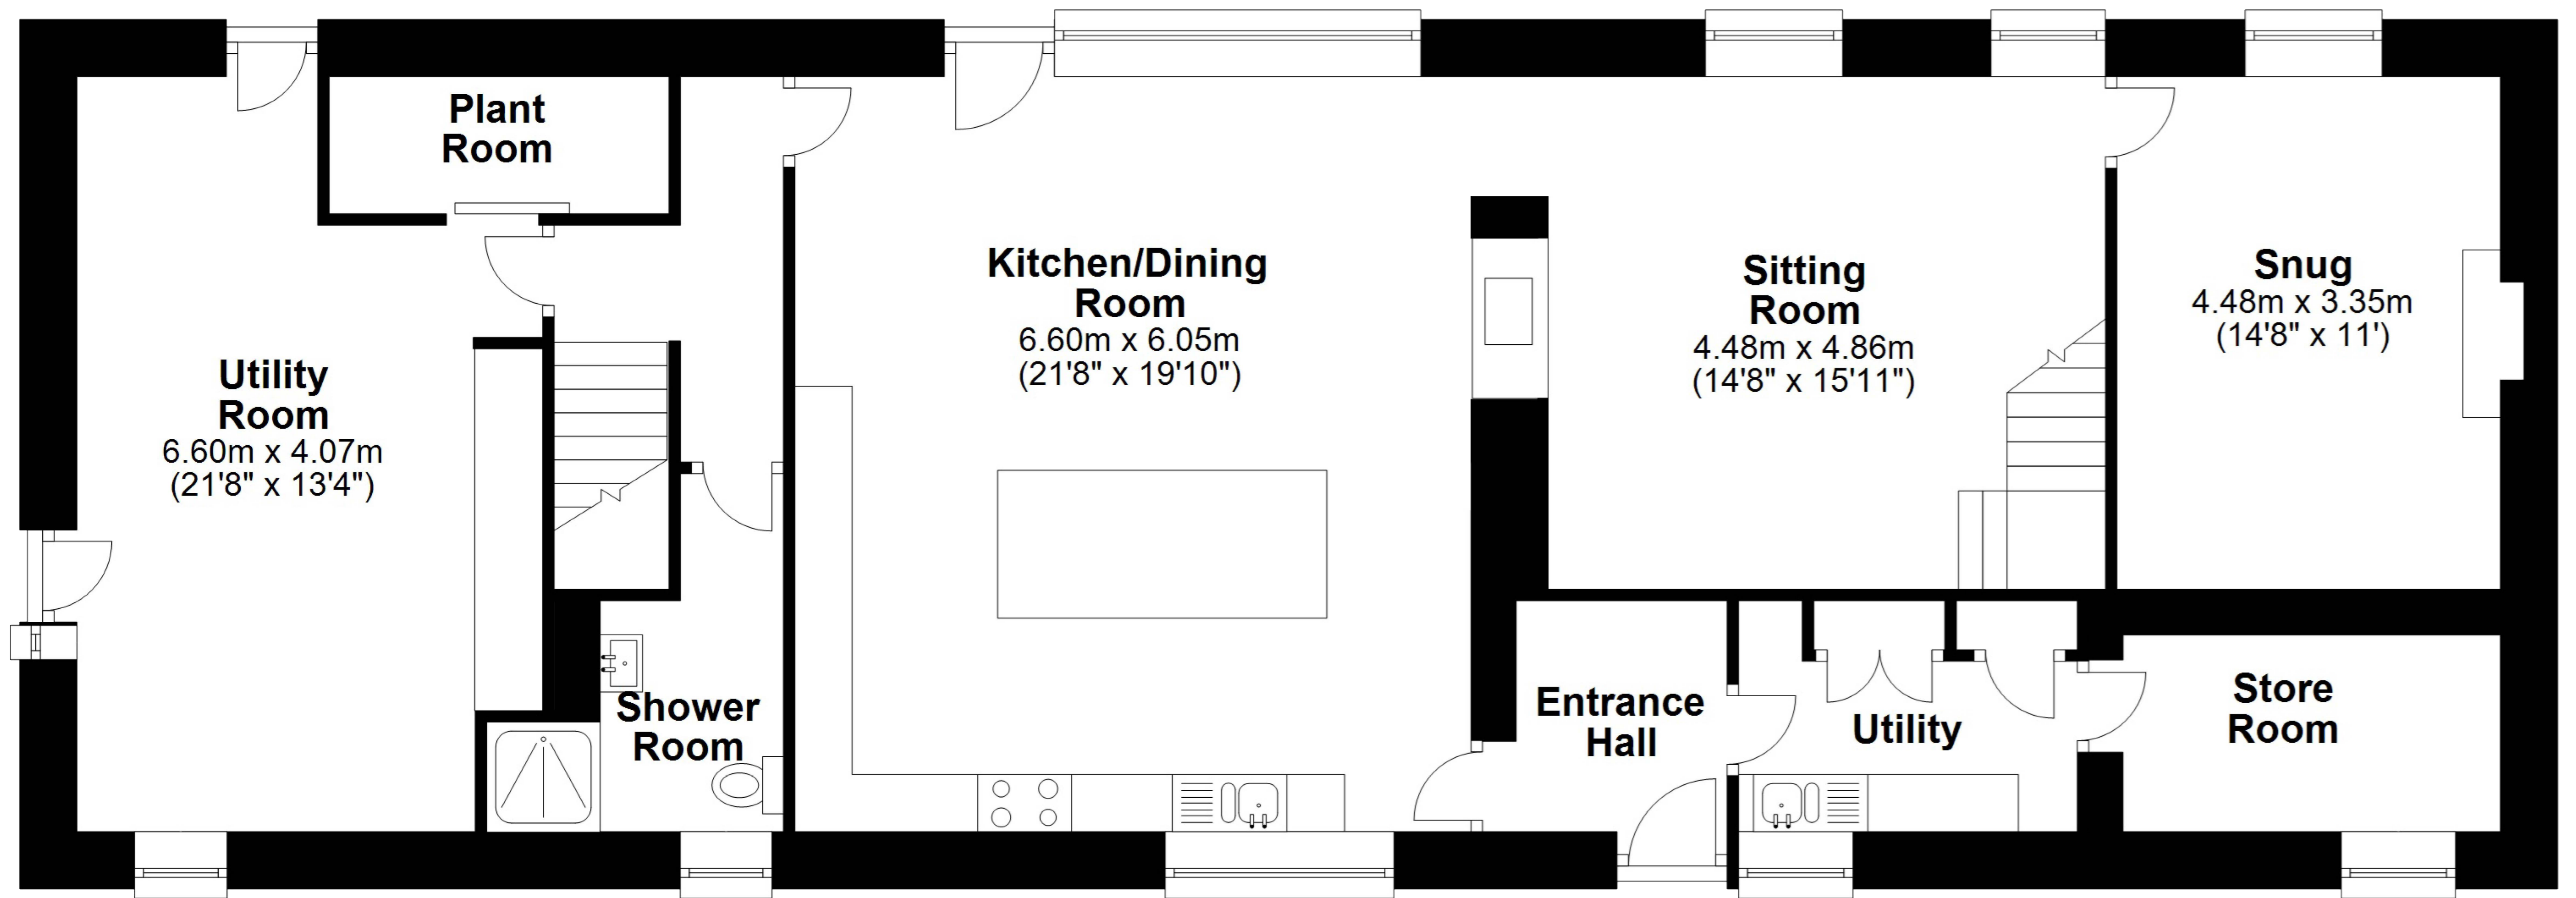 Plant
Room
Kitchen/Dining
Room
6.60m x 6.05m
(21'8" x 19'10")
Sitting
Room
4.48m x 4.86m
(14'8" x 15'11")
Snug
4.48m x 3.35m
(14'8" x 11')
Utility
Room
6.60m x 4.07m
(21'8" x 13'4")
Shower
Room
Entrance
Hall
Utility
Store
Room